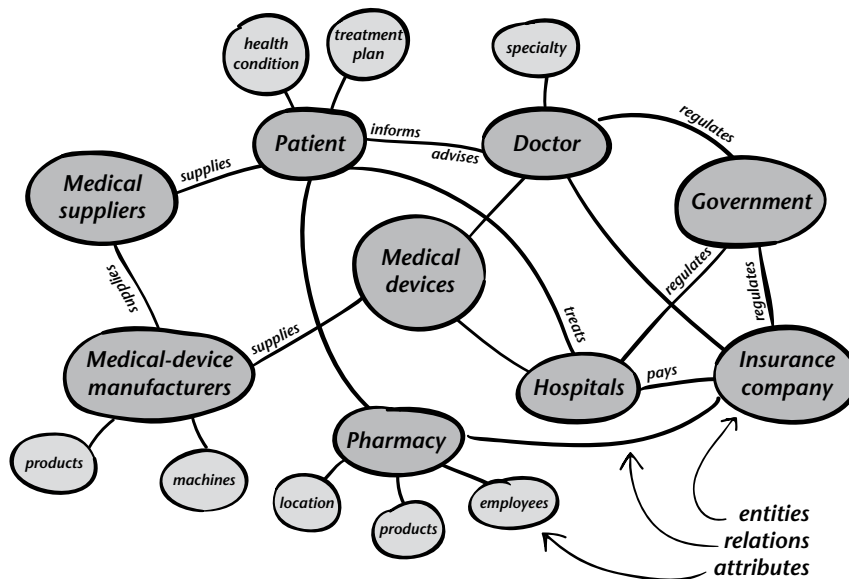 health
condition
treatment
plan
specialty
Patient
informs
advises
Doctor
regulates
supplies
Medical
suppliers
Government
Medical
devices
supplies
regulates
regulates
treats
supplies
Medical-device
manufacturers
Hospitals
pays
Insurance
company
Pharmacy
products
machines
location
products
employees
entities
relations
attributes